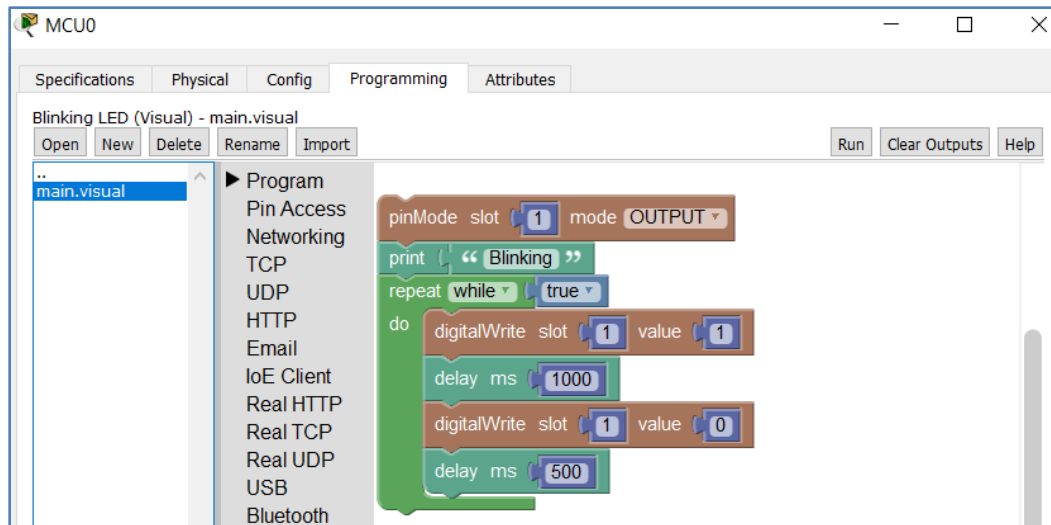 MCU0
Specifications Physical Config Programming Attributes
Blinking LED (Visual) - main.visual
Open New Delete Rename Import Run Clear Outputs Help
..
main.visual
Program
Pin Access
Networking
TCP
UDP
HTTP
Email
IoE Client
Real HTTP
Real TCP
Real UDP
USB
Bluetooth
pinMode slot 1 mode OUTPUT
print “ Blinking ”
repeat while true
do digitalWrite slot 1 value 1
delay ms 1000
digitalWrite slot 1 value 0
delay ms 500